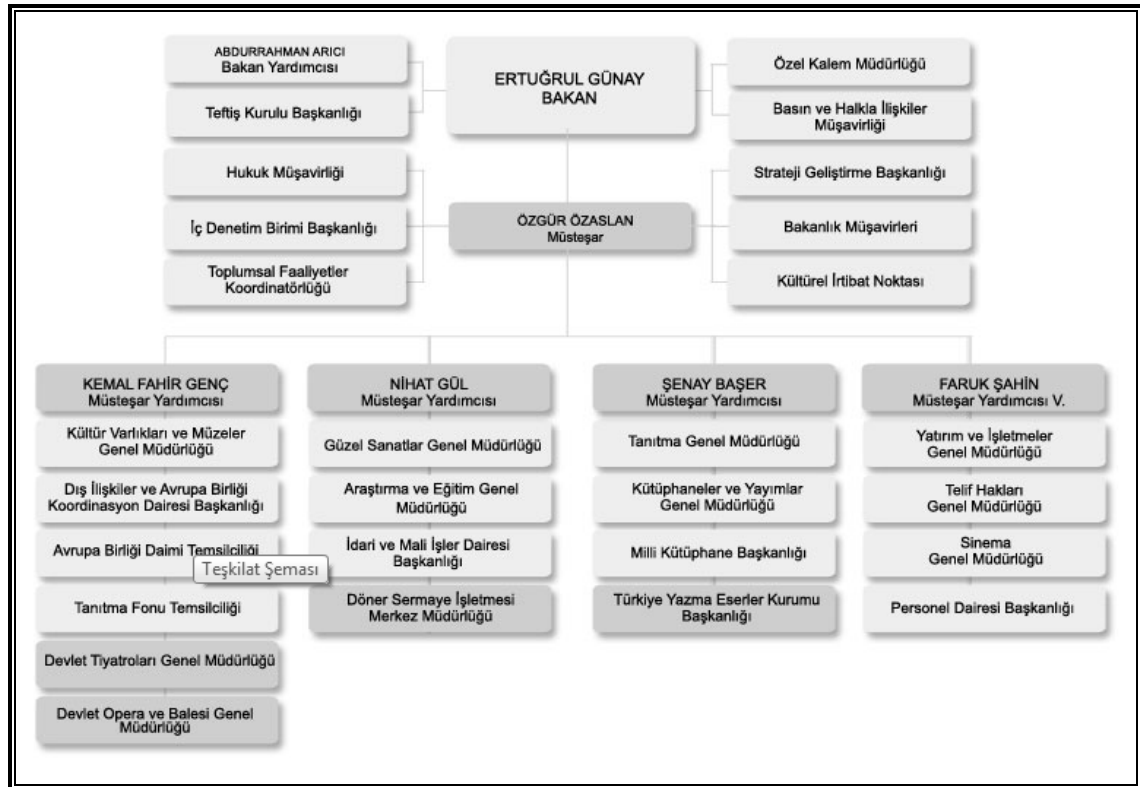 ABDURRAHMAN ARICI
Bakan Yardımcısı
Teftiş Kurulu Başkanlığı
ERTUĞRUL GÜNAY
BAKAN
Özel Kalem Müdürlüğü
Basın ve Halkla İlişkiler
Müşavirliği
Hukuk Müşavirliği
İç Denetim Birimi Başkanlığı
Toplumsal Faaliyetler
Koordinatörlüğü
ÖZGÜR ÖZASLAN
Müsteşar
Strateji Geliştirme Başkanlığı
Bakanlık Müşavirleri
Kültürel İrtibat Noktası
KEMAL FAHİR GENÇ
Müsteşar Yardımcısı
Kültür Varlıkları ve Müzeler
Genel Müdürlüğü
Dış İlişkiler ve Avrupa Birliği
Koordinasyon Dairesi Başkanlığı
Avrupa Birliği Daimi Temsilciliği
Teşkilat Şeması
Tanıtma Fonu Temsilciliği
Devlet Tiyatroları Genel Müdürlüğü
Devlet Opera ve Balesi Genel
Müdürlüğü
NİHAT GÜL
Müsteşar Yardımcısı
Güzel Sanatlar Genel Müdürlüğü
Araştırma ve Eğitim Genel
Müdürlüğü
İdari ve Mali İşler Dairesi
Başkanlığı
Döner Sermaye İşletmesi
Merkez Müdürlüğü
ŞENAY BAŞER
Müsteşar Yardımcısı
Tanıtma Genel Müdürlüğü
Kütüphaneler ve Yayımlar
Genel Müdürlüğü
Milli Kütüphane Başkanlığı
Türkiye Yazma Eserler Kurumu
Başkanlığı
FARUK ŞAHİN
Müsteşar Yardımcısı V.
Yatırım ve İşletmeler
Genel Müdürlüğü
Telif Hakları
Genel Müdürlüğü
Sinema
Genel Müdürlüğü
Personel Dairesi Başkanlığı